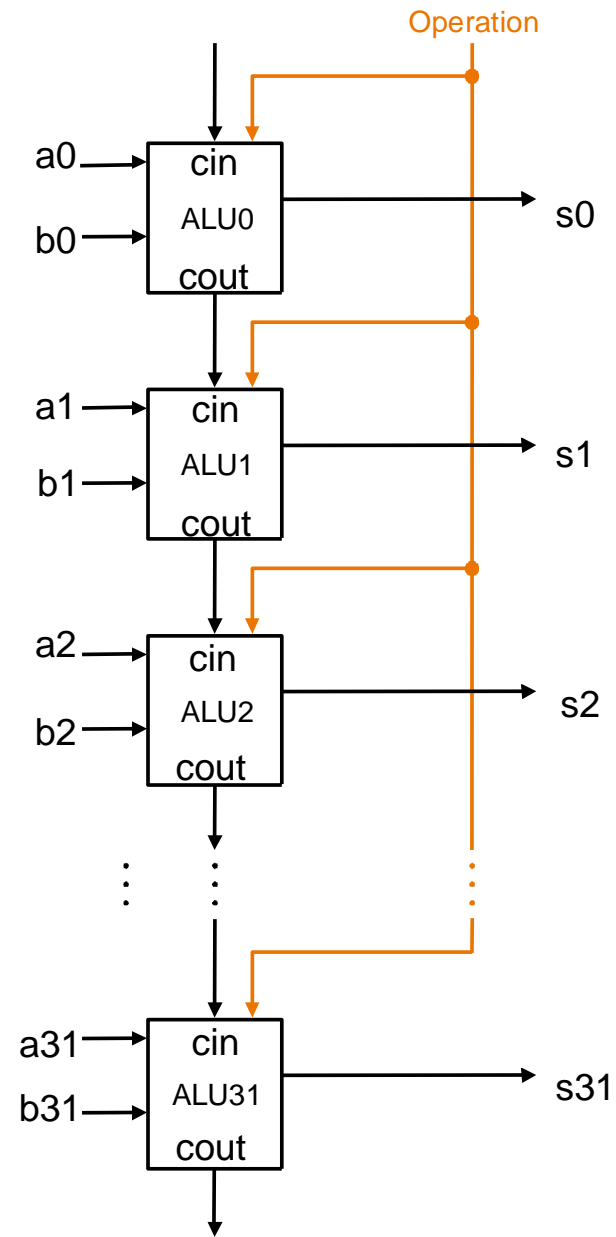 Operation
a0
cin
ALU0
s0
b0
cout
a1
cin
ALU1
s1
b1
cout
a2
cin
ALU2
s2
b2
cout
a31
cin
ALU31
s31
b31
cout